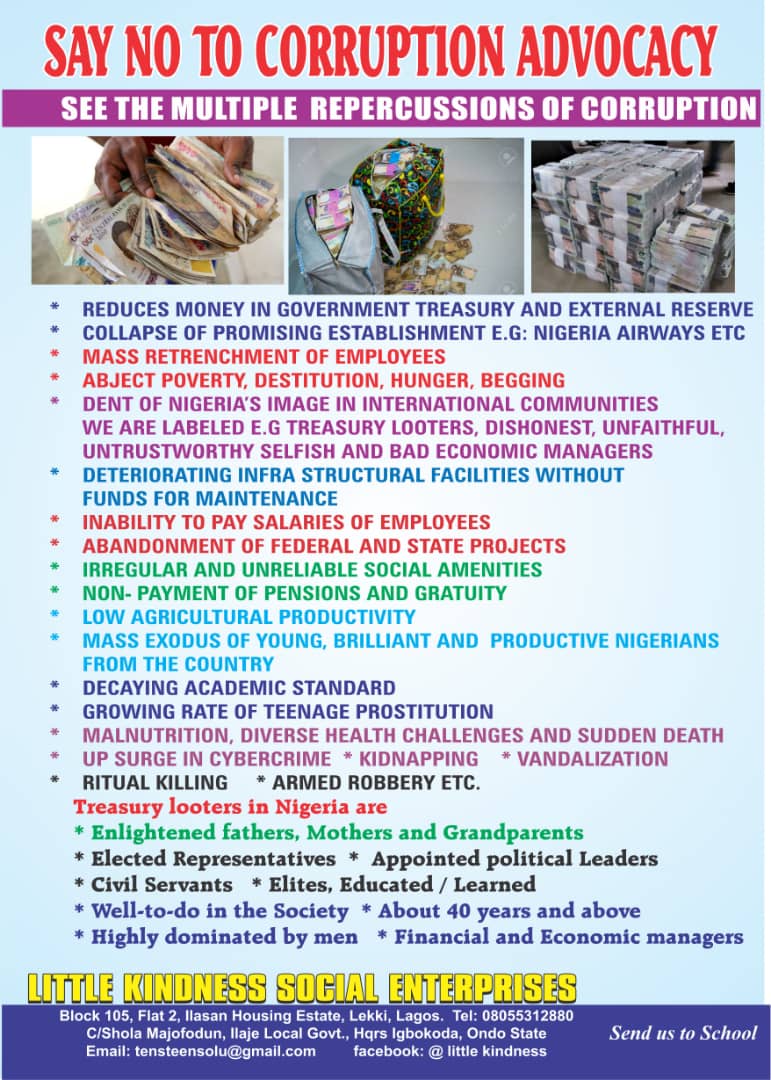 SAY NO TO CORRUPTION ADVOCACY
SEE THE MULTIPLE REPERCUSSIONS OF CORRUPTION
* REDUCES MONEY IN GOVERNMENT TREASURY AND EXTERNAL RESERVE
* COLLAPSE OF PROMISING ESTABLISHMENT E.G: NIGERIA AIRWAYS ETC
* MASS RETRENCHMENT OF EMPLOYEES
* ABJECT POVERTY, DESTITUTION, HUNGER, BEGGING
* DENT OF NIGERIA'S IMAGE IN INTERNATIONAL COMMUNITIES
WE ARE LABELED E.G TREASURY LOOTERS, DISHONEST, UNFAITHFUL,
UNTRUSTWORTHY SELFISH AND BAD ECONOMIC MANAGERS
* DETERIORATING INFRA STRUCTURAL FACILITIES WITHOUT
FUNDS FOR MAINTENANCE
* INABILITY TO PAY SALARIES OF EMPLOYEES
* ABANDONMENT OF FEDERAL AND STATE PROJECTS
* IRREGULAR AND UNRELIABLE SOCIAL AMENITIES
* NON- PAYMENT OF PENSIONS AND GRATUITY
* LOW AGRICULTURAL PRODUCTIVITY
* MASS EXODUS OF YOUNG, BRILLIANT AND PRODUCTIVE NIGERIANS
FROM THE COUNTRY
* DECAYING ACADEMIC STANDARD
* GROWING RATE OF TEENAGE PROSTITUTION
* MALNUTRITION, DIVERSE HEALTH CHALLENGES AND SUDDEN DEATH
* UP SURGE IN CYBERCRIME * KIDNAPPING * VANDALIZATION
* RITUAL KILLING * ARMED ROBBERY ETC.
Treasury looters in Nigeria are
* Enlightened fathers, Mothers and Grandparents
* Elected Representatives * Appointed political Leaders
* Civil Servants * Elites, Educated / Learned
* Well-to-do in the Society * About 40 years and above
* Highly dominated by men * Financial and Economic managers
LITTLE KINDNESS SOCIAL ENTERPRISES
Block 105, Flat 2, Ilasan Housing Estate, Lekki, Lagos. Tel: 08055312880
C/Shola Majofodun, Ilaje Local Govt., Hqrs Igbokoda, Ondo State
Email: tensteensolu@gmail.com facebook: @ little kindness
Send us to School